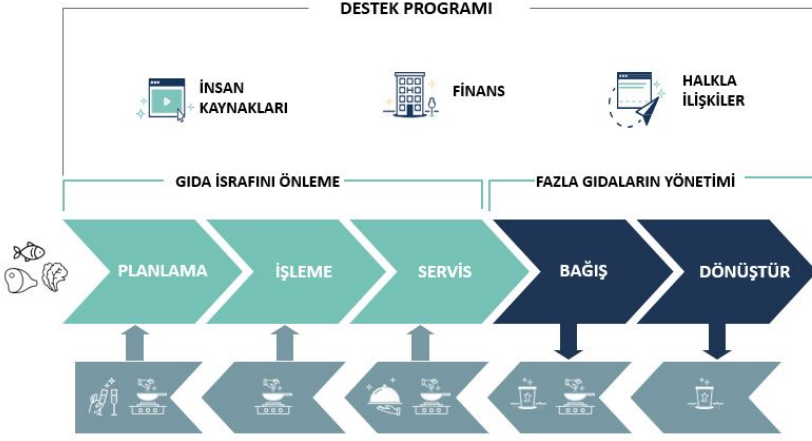 DESTEK PROGRAMI
İNSAN
KAYNAKLARI
FİNANS
HALKLA
İLİŞKİLER
GIDA İSRAFINI ÖNLEME
FAZLA GIDALARIN YÖNETİMİ
PLANLAMA
İŞLEME
SERVİS
BAĞIŞ
DÖNÜŞTÜR